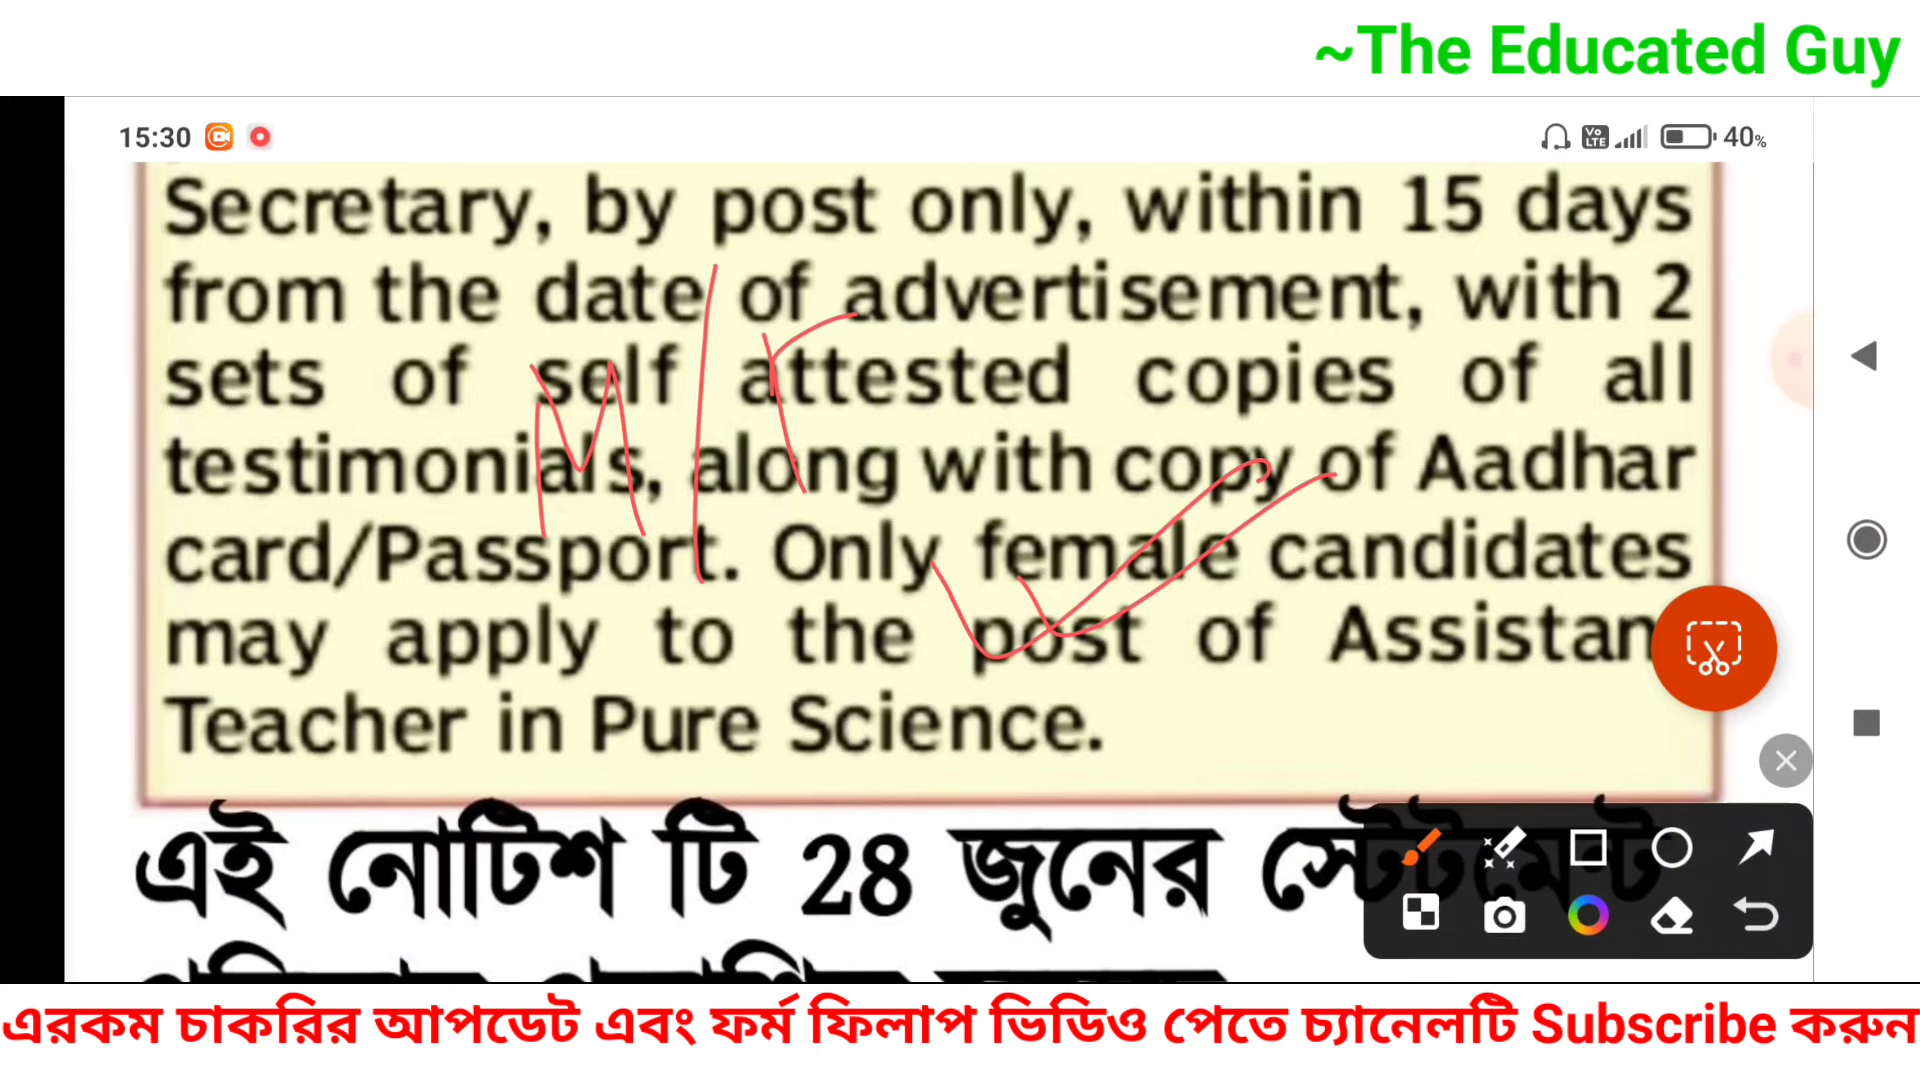 ~The Educated Guy
15:30 40%
Secretary, by post only, within 15 days
from the date of advertisement, with 2
sets of self attested copies of all
testimonials, along with copy of Aadhar
card/Passport. Only female candidates
may apply to the post of Assistan
Teacher in Pure Science.
এই নোটিশ টি 28 জুনের স্টেটমেন্ট
এরকম চাকরির আপডেট এবং ফর্ম ফিলাপ ভিডিও পেতে চ্যানেলটি Subscribe করুন